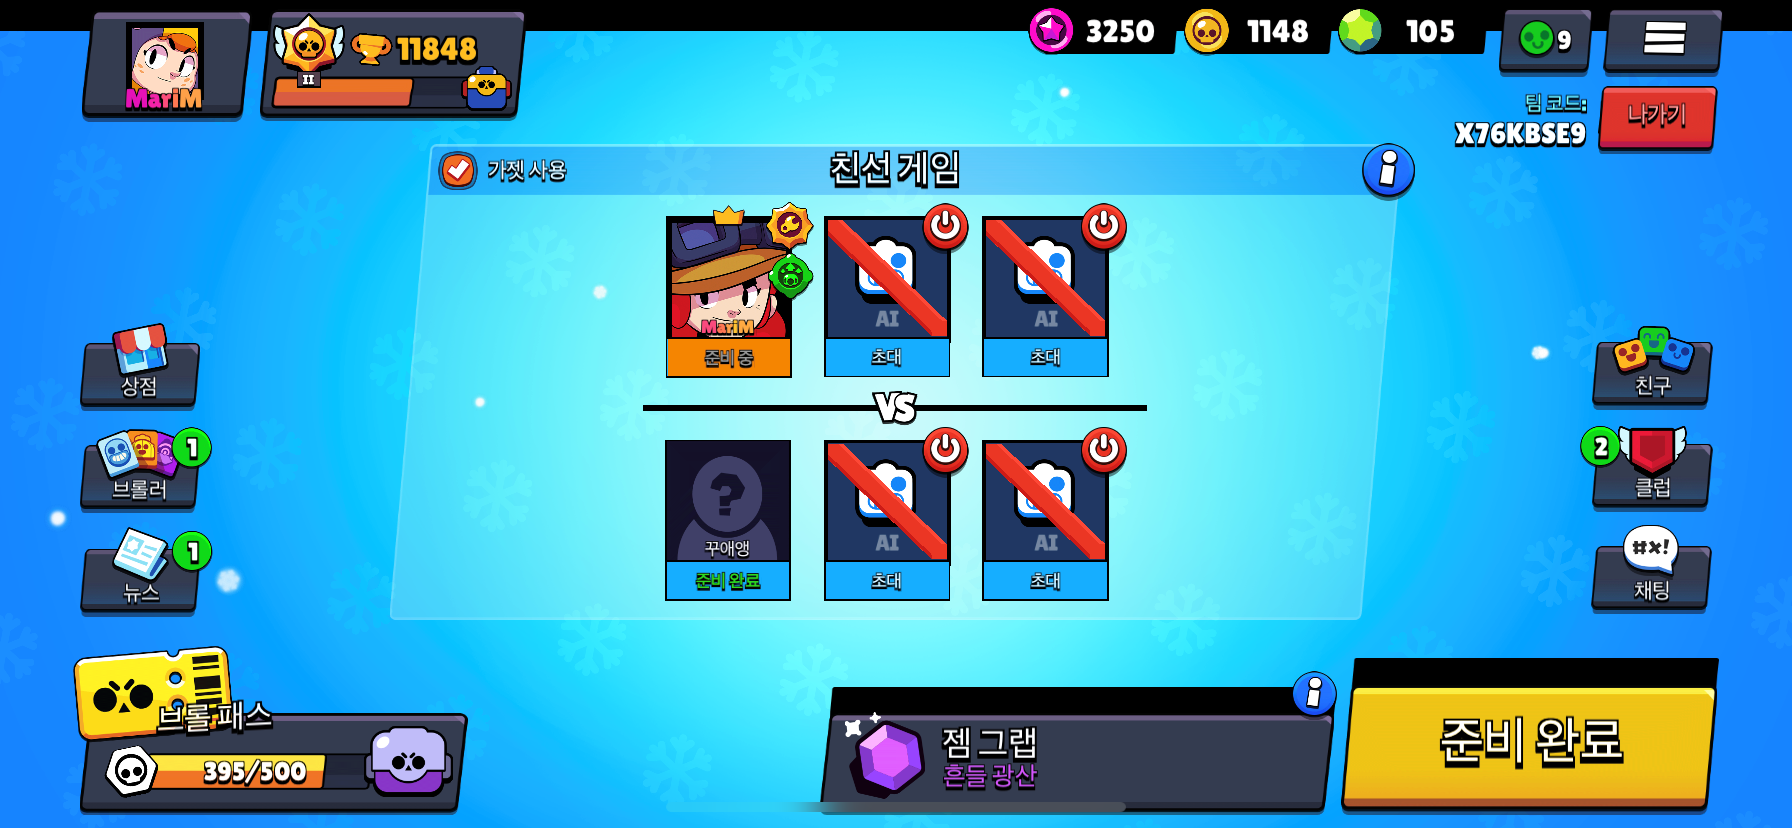 MariM
II
11848
3250
1148
105
9
팀 코드:
X76KBSE9
나가기
가젯 사용
친선 게임
MariM
준비 중
AI
초대
AI
초대
VS
?
꾸애앵
준비 완료
AI
초대
AI
초대
상점
브롤러
1
뉴스
1
친구
2
클럽
#×!
채팅
브롤 패스
395/500
젬 그랩
흔들 광산
준비 완료